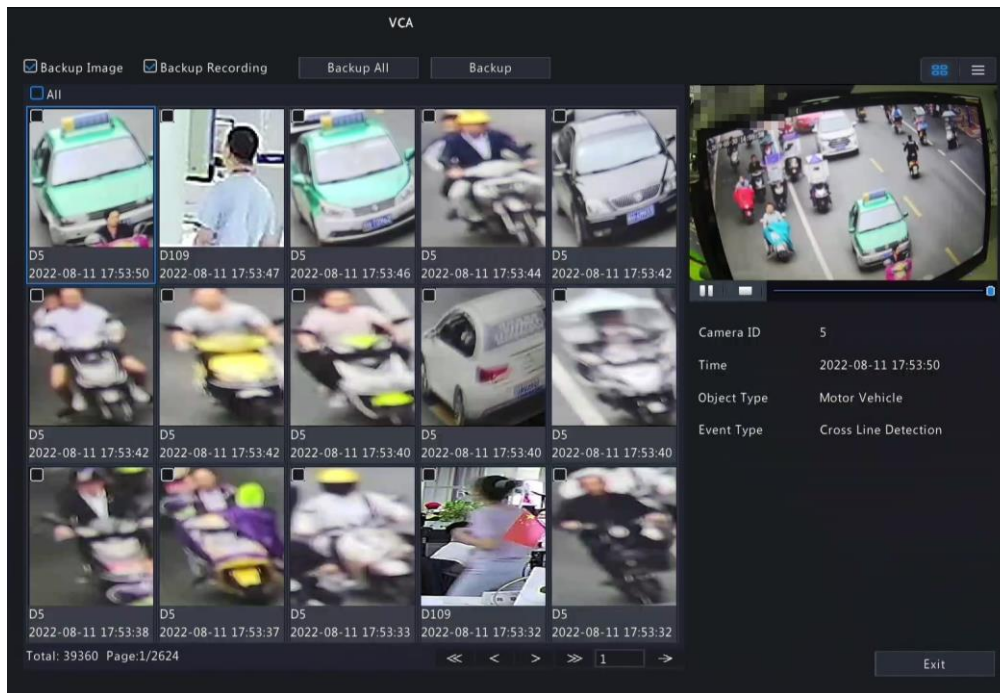 VCA
Backup Image Backup Recording Backup All Backup
All
D5 D109 D5 D5 D5
2022-08-11 17:53:50 2022-08-11 17:53:47 2022-08-11 17:53:46 2022-08-11 17:53:44 2022-08-11 17:53:42
D5 D5 D5 D5 D5
2022-08-11 17:53:42 2022-08-11 17:53:42 2022-08-11 17:53:40 2022-08-11 17:53:40 2022-08-11 17:53:40
D5 D5 D5 D109 D5
2022-08-11 17:53:38 2022-08-11 17:53:37 2022-08-11 17:53:33 2022-08-11 17:53:32 2022-08-11 17:53:32
Total: 39360 Page:1/2624 << < > >> 1
Camera ID 5
Time 2022-08-11 17:53:50
Object Type Motor Vehicle
Event Type Cross Line Detection
Exit